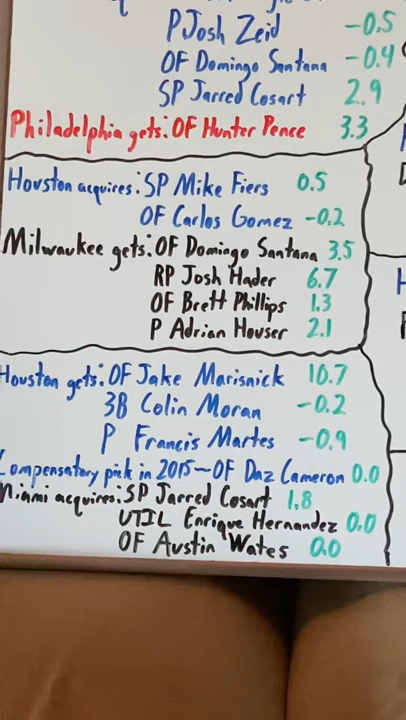 P Josh Zeid -0.5
OF Domingo Santana -0.4
SP Jarred Cosart 2.9
Philadelphia gets: OF Hunter Pence 3.3
Houston acquires: SP Mike Fiers 0.5
OF Carlos Gomez -0.2
Milwaukee gets: OF Domingo Santana 3.5
RP Josh Hader 6.7
OF Brett Phillips 1.3
P Adrian Houser 2.1
Houston gets: OF Jake Marisnick 10.7
3B Colin Moran -0.2
P Francis Martes -0.9
Compensatory pick in 2015-OF Daz Cameron 0.0
Miami acquires: SP Jarred Cosart 1.8
UTIL Enrique Hernandez 0.0
OF Austin Wates 0.0